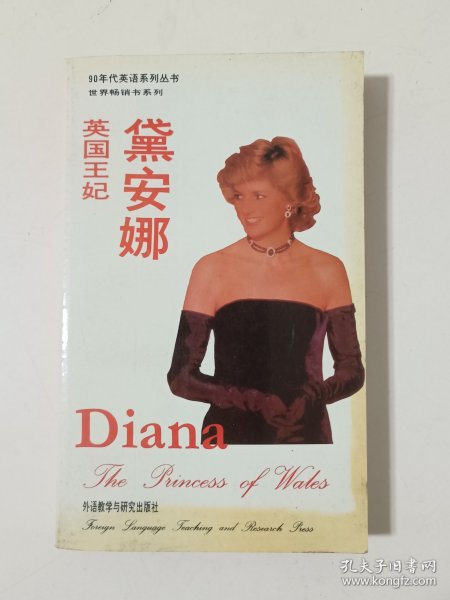 90年代英语系列丛书
世界畅销书系列
英国王妃
黛安娜
Diana
The Princess of Wales
外语教学与研究出版社
Foreign Language Teaching and Research Press
孔夫子旧书网
www.kongfz.com